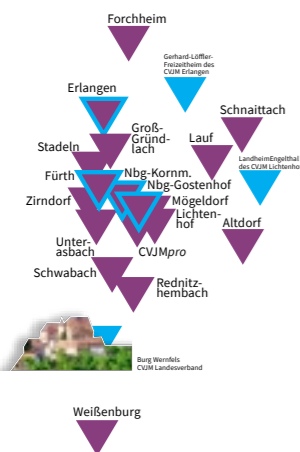 Forchheim
Gerhard-Löffler-
Freizeitheim des
CVJM Erlangen
Erlangen
Schnaittach
Groß-
Gründ-
lach
Lauf
Stadeln
LandheimEngelthal
des CVJM Lichtenho
Fürth
Nbg-Kornm.
Nbg-Gostenhof
Zirndorf
Mögeldorf
Lichten-
hof
Altdorf
Unter-
asbach
CVJMpro
Schwabach
Rednitz-
hembach
Burg Wernfels
CVJM Landesverband
Weißenburg